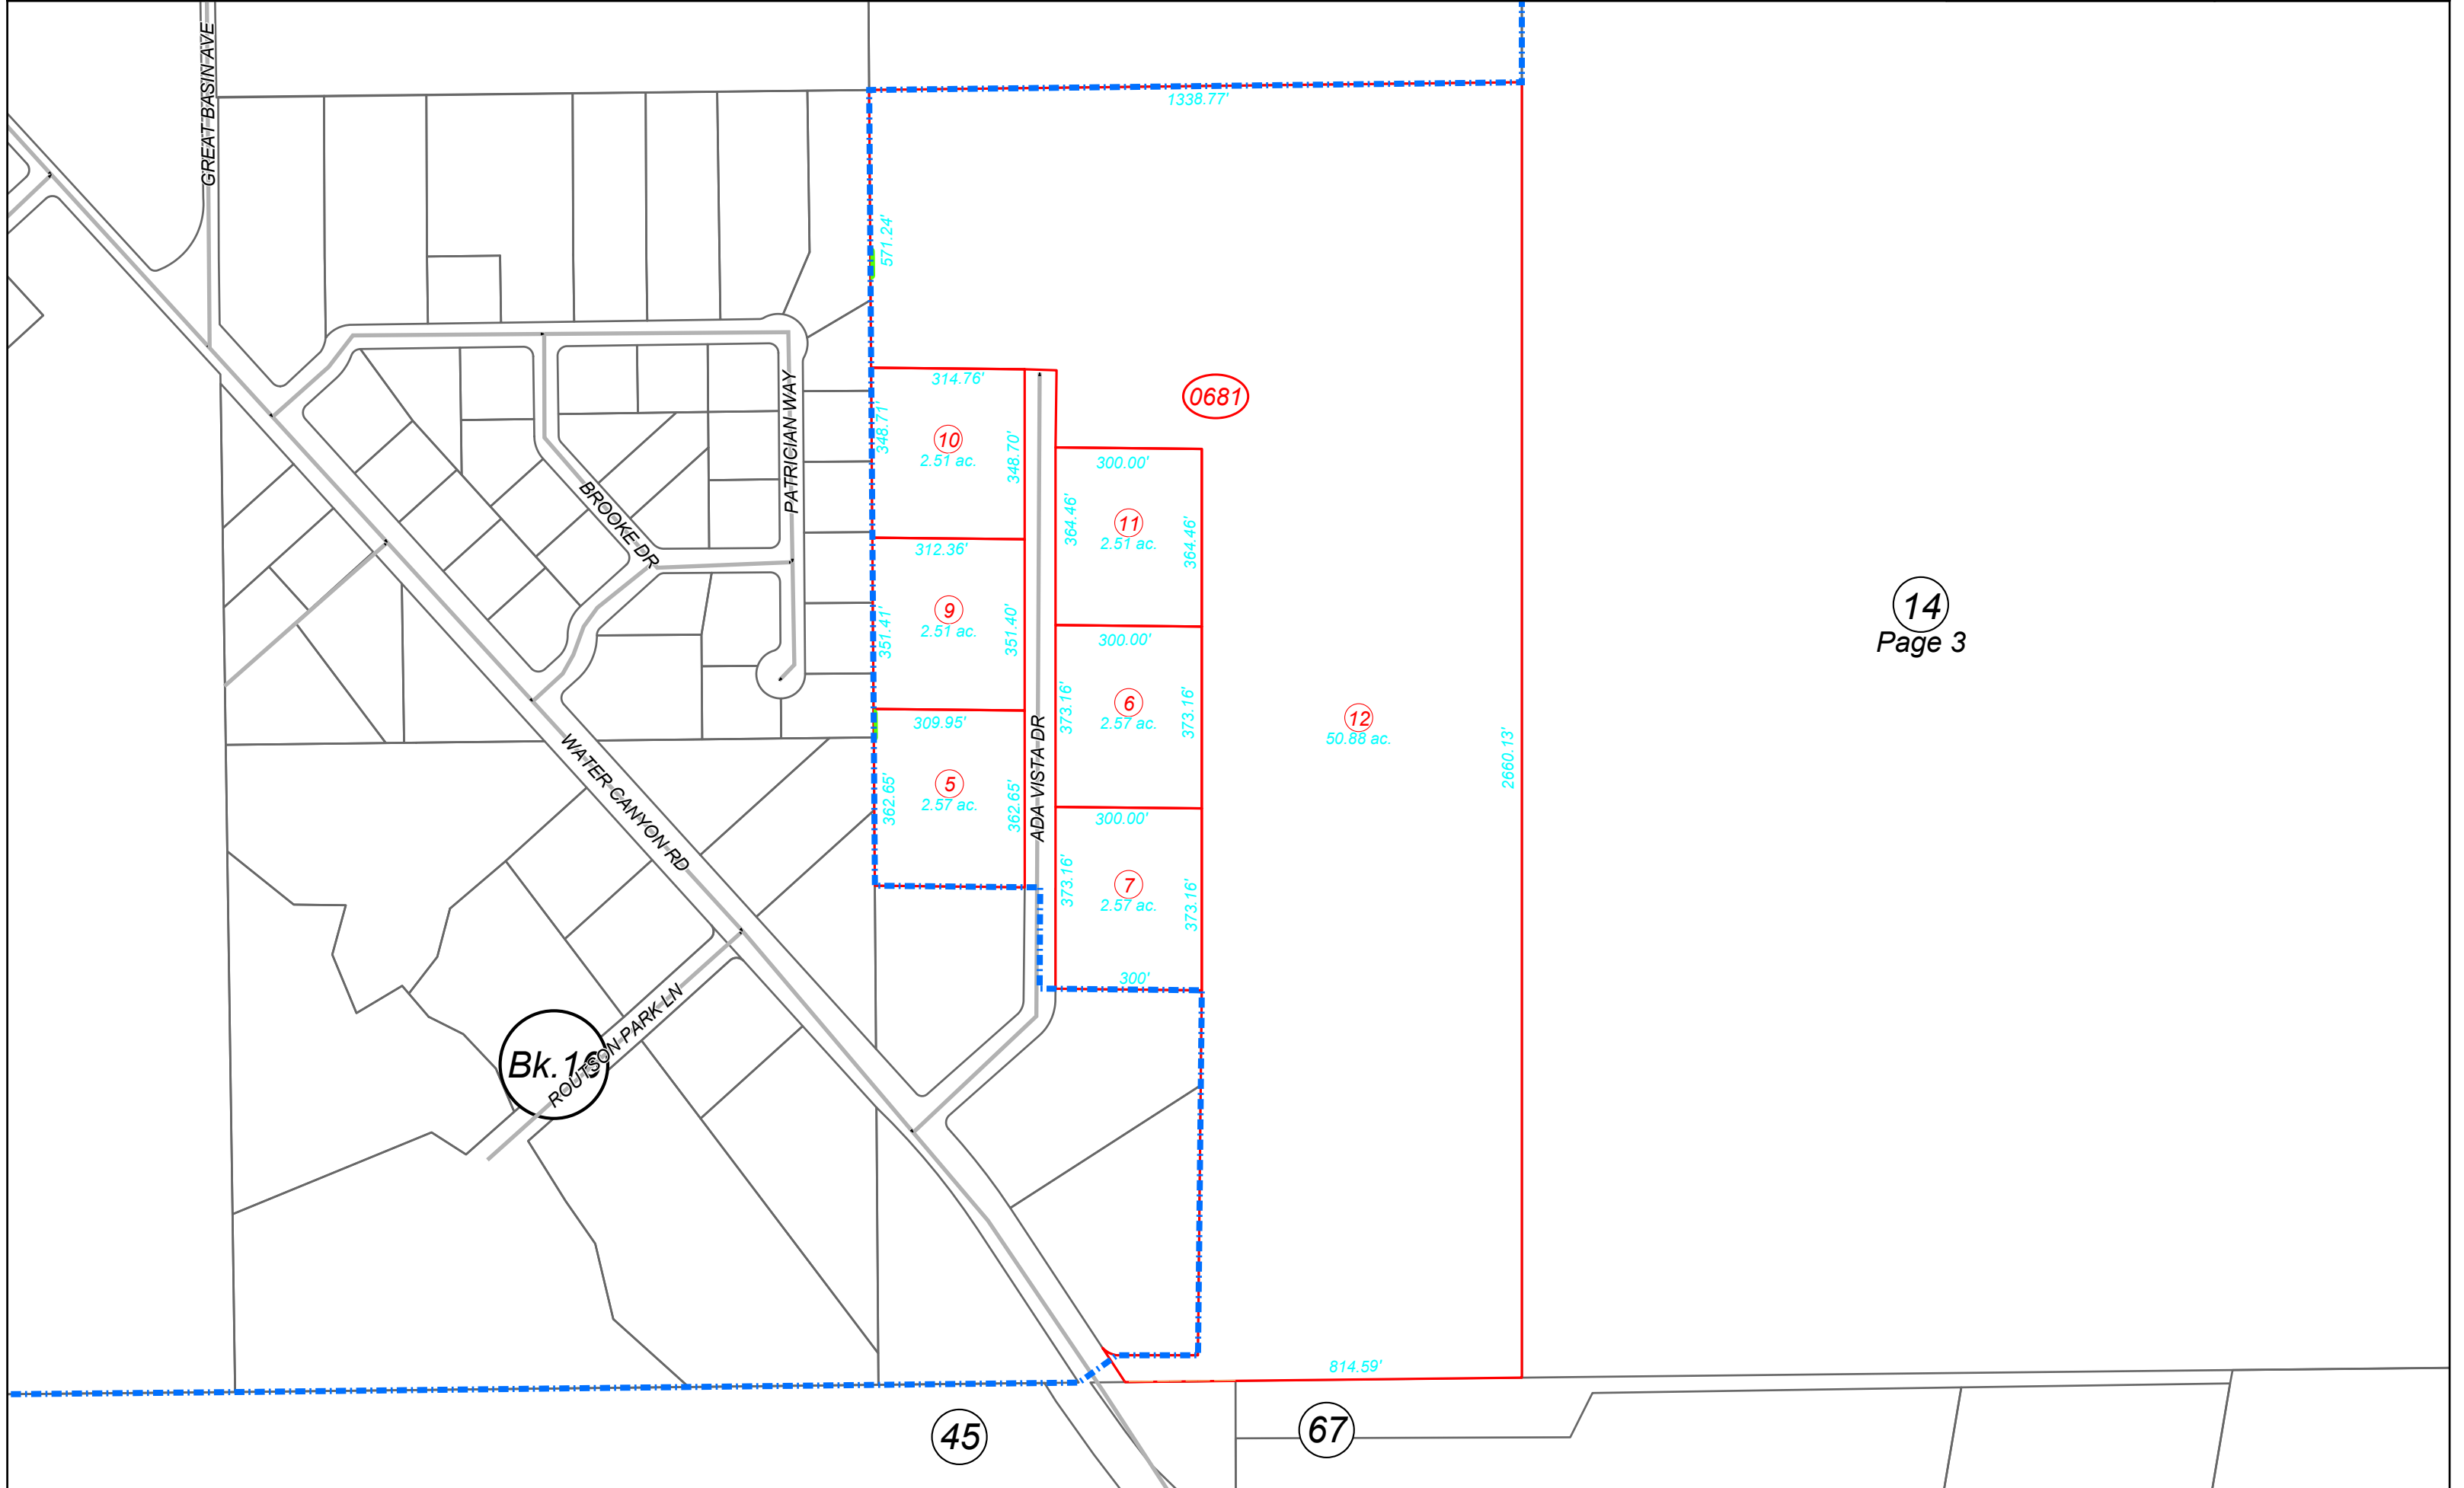 GREAT BASIN AVE
1338.77'
571.24'
314.76'
0681
348.71'
10
2.51 ac.
348.70'
PATRICIAN WAY
300.00'
364.46'
11
2.51 ac.
364.46'
BROOKE DR
312.36'
351.41'
9
2.51 ac.
351.40'
14
Page 3
300.00'
373.16'
6
2.57 ac.
373.16'
12
50.88 ac.
2660.13'
309.95'
362.65'
5
2.57 ac.
362.65'
ADA VISTA DR
WATER CANYON RD
300.00'
373.16'
7
2.57 ac.
373.16'
300'
ROUTSON PARK LN
Bk.
814.59'
45
67